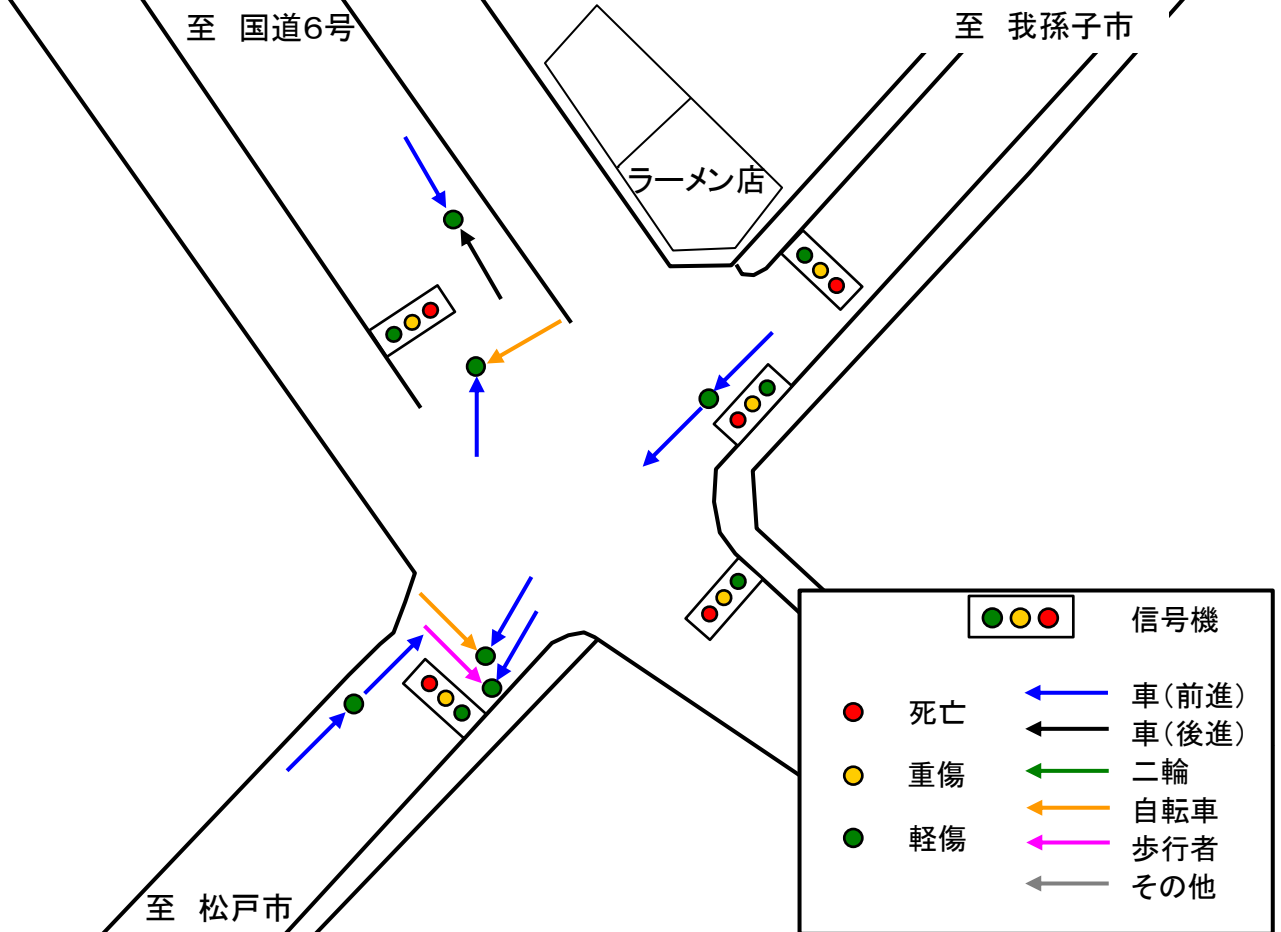 至　国道6号
至　我孫子市
ラーメン店
至　松戸市
信号機
死亡
重傷
軽傷
車（前進）
車（後進）
二輪
自転車
歩行者
その他